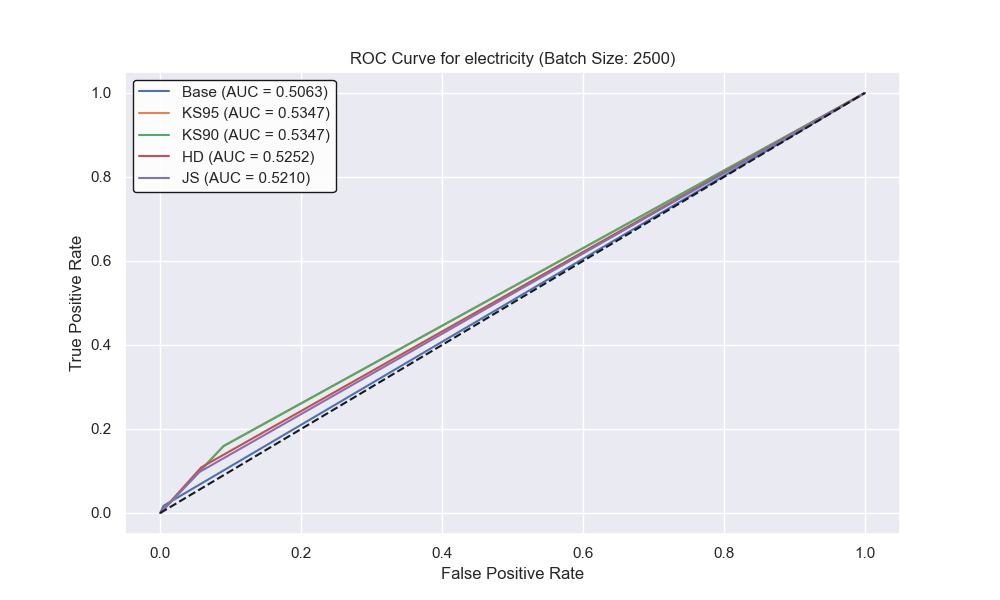 ROC Curve for electricity (Batch Size: 2500)
Base (AUC = 0.5063)
KS95 (AUC = 0.5347)
KS90 (AUC = 0.5347)
HD (AUC = 0.5252)
JS (AUC = 0.5210)
True Positive Rate
1.0
0.8
0.6
0.4
0.2
0.0
0.0 0.2 0.4 0.6 0.8 1.0
False Positive Rate